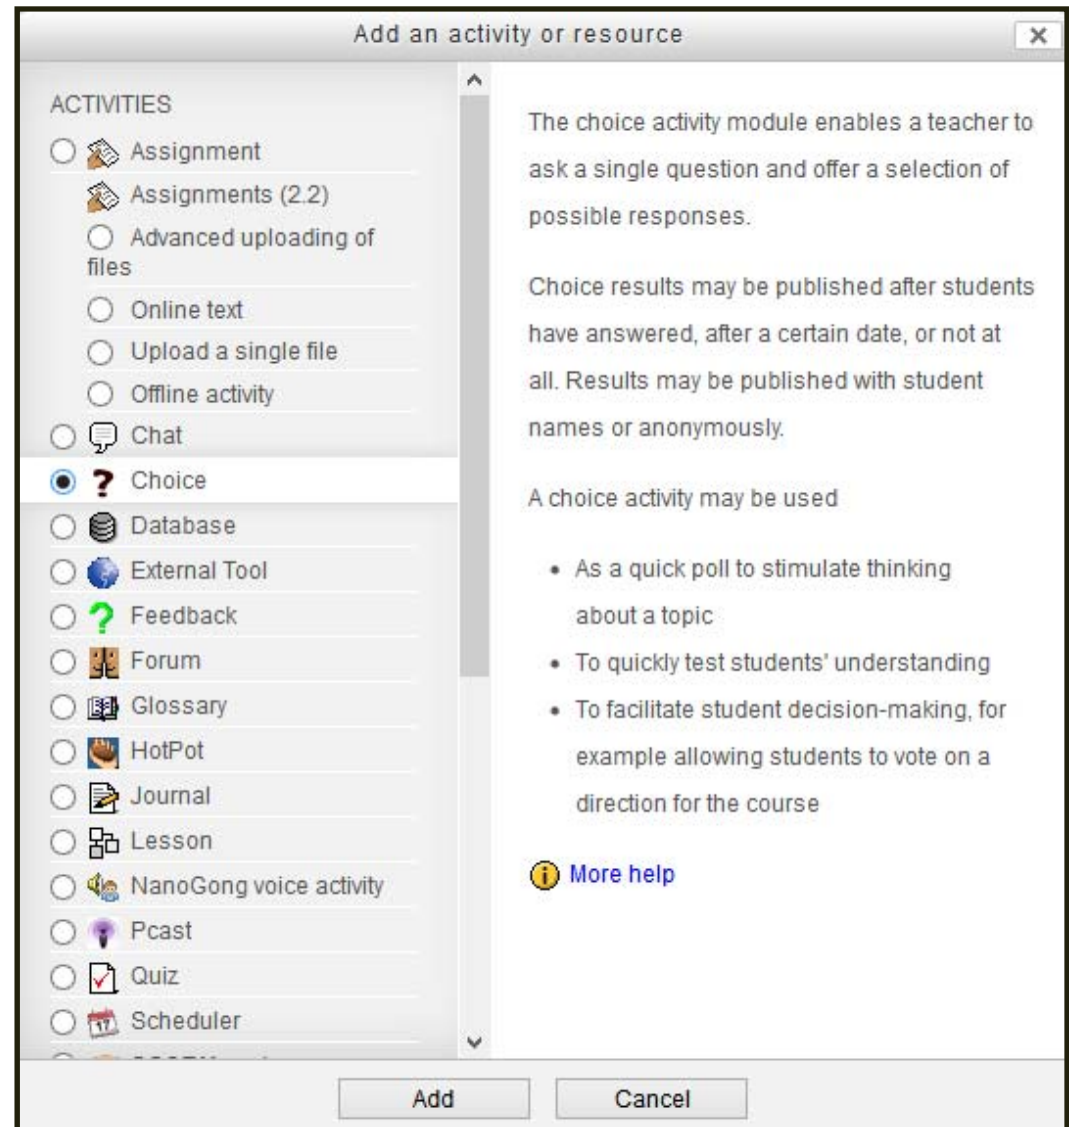 Add an activity or resource
ACTIVITIES
Assignment
Assignments (2.2)
Advanced uploading of
files
Online text
Upload a single file
Offline activity
Chat
Choice
Database
External Tool
Feedback
Forum
Glossary
HotPot
Journal
Lesson
NanoGong voice activity
Pcast
Quiz
Scheduler
The choice activity module enables a teacher to
ask a single question and offer a selection of
possible responses.
Choice results may be published after students
have answered, after a certain date, or not at
all. Results may be published with student
names or anonymously.
A choice activity may be used
• As a quick poll to stimulate thinking
about a topic
• To quickly test students' understanding
• To facilitate student decision-making, for
example allowing students to vote on a
direction for the course
More help
Add
Cancel